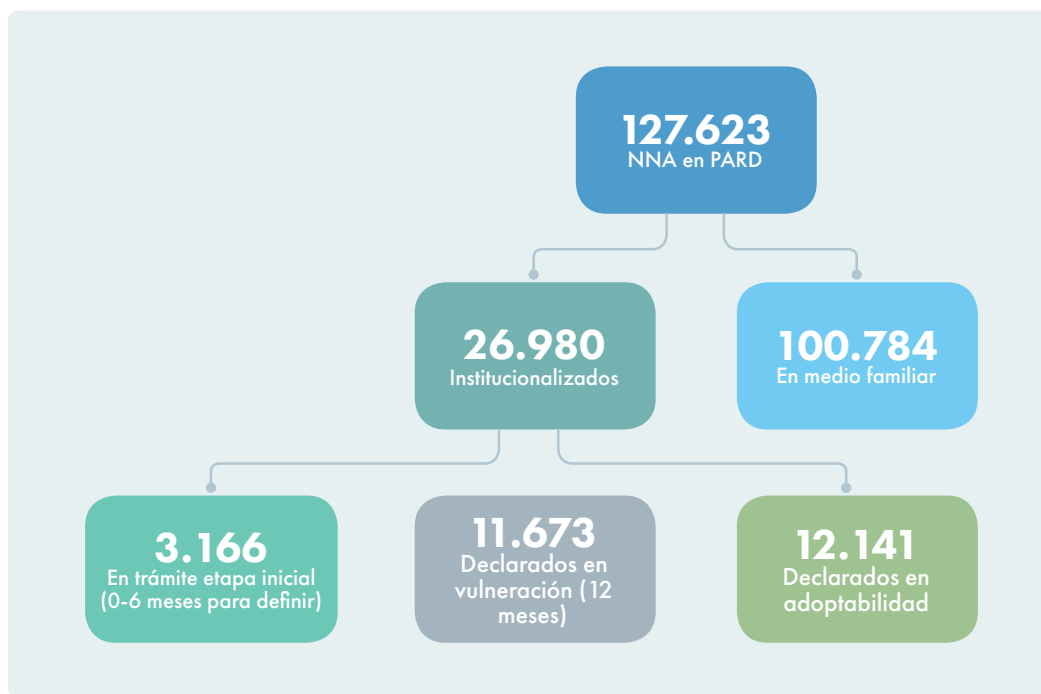 127.623
NNA en PARD
26.980
Institucionalizados
100.784
En medio familiar
3.166
En trámite etapa inicial
(0-6 meses para definir)
11.673
Declarados en
vulneración (12
meses)
12.141
Declarados en
adoptabilidad